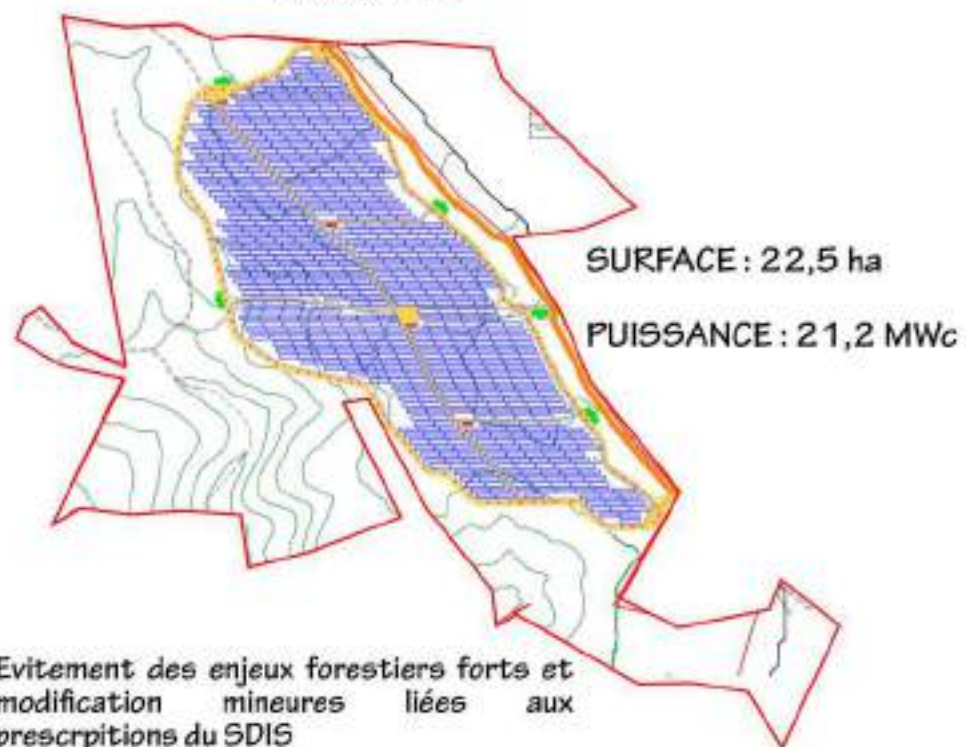 SURFACE : 22,5 ha
PUISSANCE : 21,2 MWc
Evitement des enjeux forestiers forts et
modification mineures liées aux
prescrpitions du SDIS